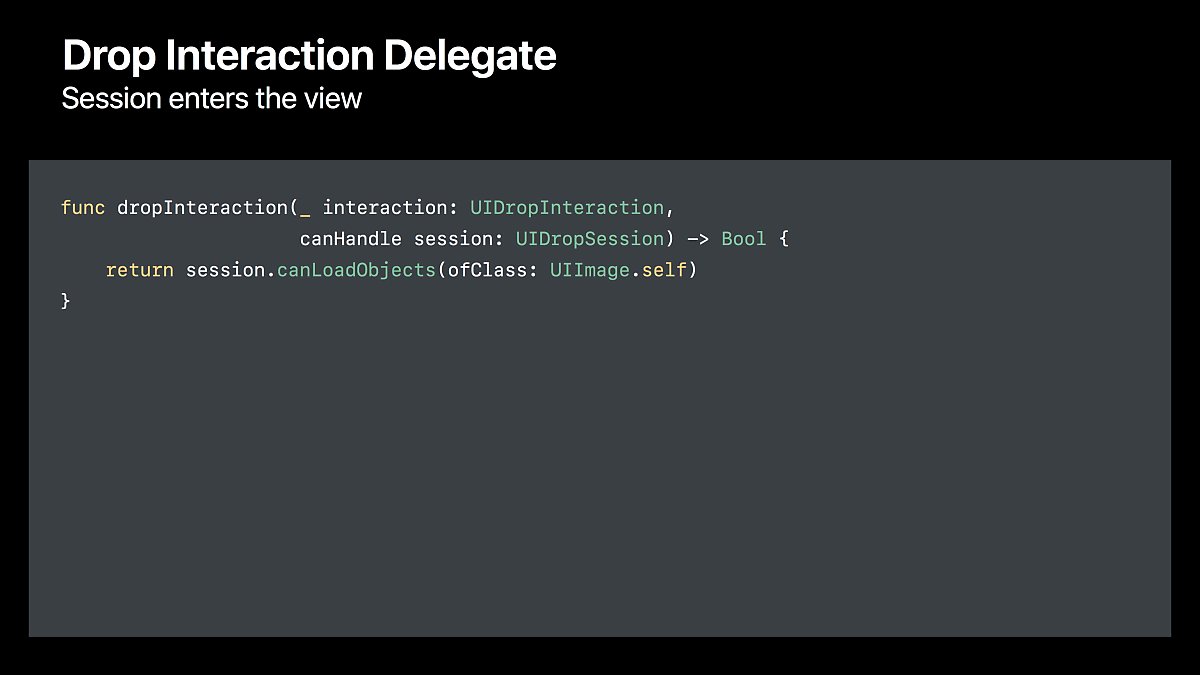 Drop Interaction Delegate
Session enters the view
func dropInteraction(_ interaction: UIDropInteraction,
                     canHandle session: UIDropSession) -> Bool {
    return session.canLoadObjects(ofClass: UIImage.self)
}